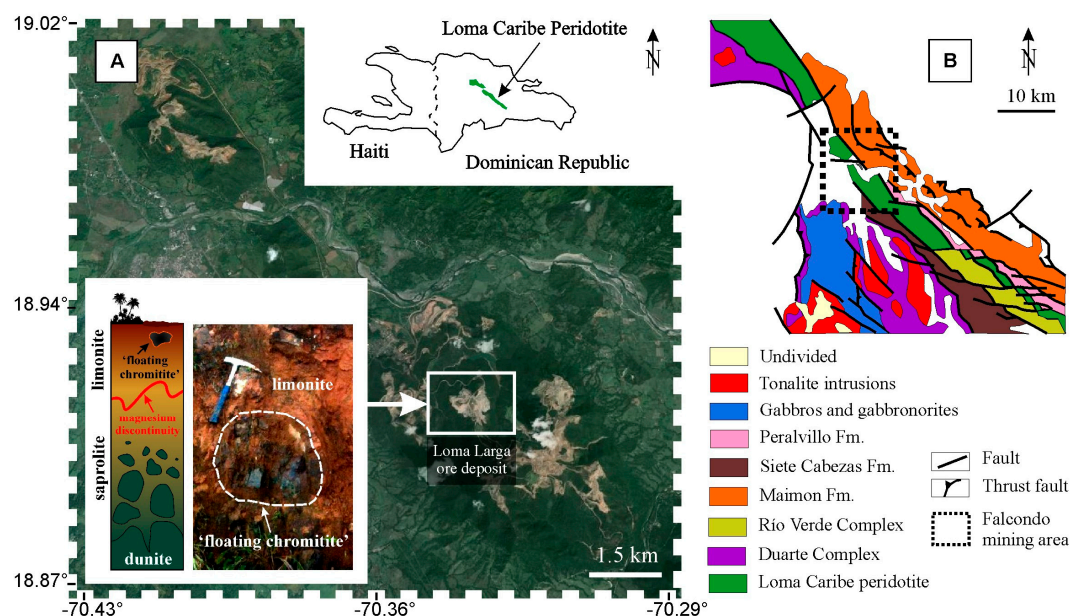 19.02°
A
Loma Caribe Peridotite
N
Haiti
Dominican Republic
18.94°
limonite
'floating
chromitite'
magnesium
discontinuity
saprolite
dunite
limonite
'floating chromitite'
Loma Larga
ore deposit
1.5 km
18.87°
-70.43
-70.36
-70.29
B
N
10 km
Undivided
Tonalite intrusions
Gabbros and gabbronorites
Peralvillo Fm.
Siete Cabezas Fm.
Maimon Fm.
Río Verde Complex
Duarte Complex
Loma Caribe peridotite
Fault
Thrust fault
Falcondo
mining area